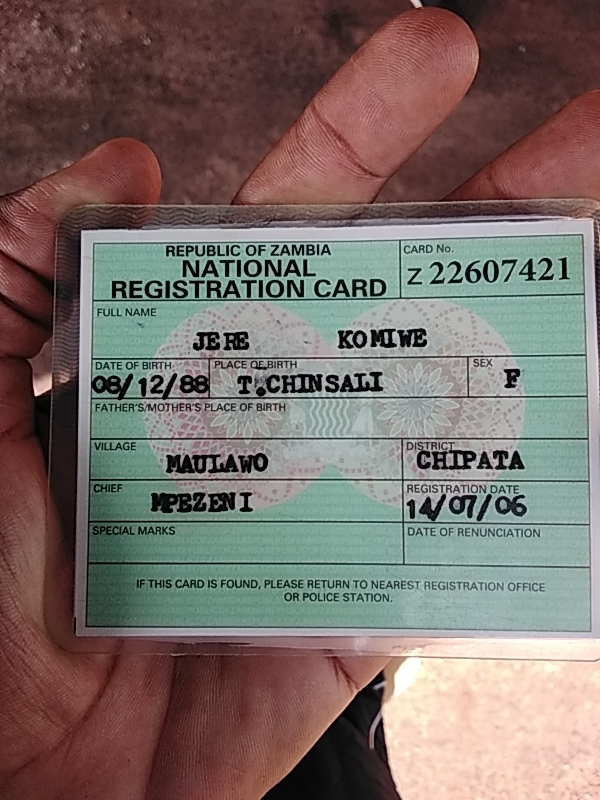 REPUBLIC OF ZAMBIA
NATIONAL
REGISTRATION CARD
CARD No.
Z 22607421
FULL NAME
JERE KOMIWE
DATE OF BIRTH
08/12/88
PLACE OF BIRTH
T.CHINSALI
SEX
F
FATHER'S/MOTHER'S PLACE OF BIRTH
VILLAGE
MAULAWO
DISTRICT
CHIPATA
CHIEF
MPEZENI
REGISTRATION DATE
14/07/06
SPECIAL MARKS
DATE OF RENUNCIATION
IF THIS CARD IS FOUND, PLEASE RETURN TO NEAREST REGISTRATION OFFICE
OR POLICE STATION.